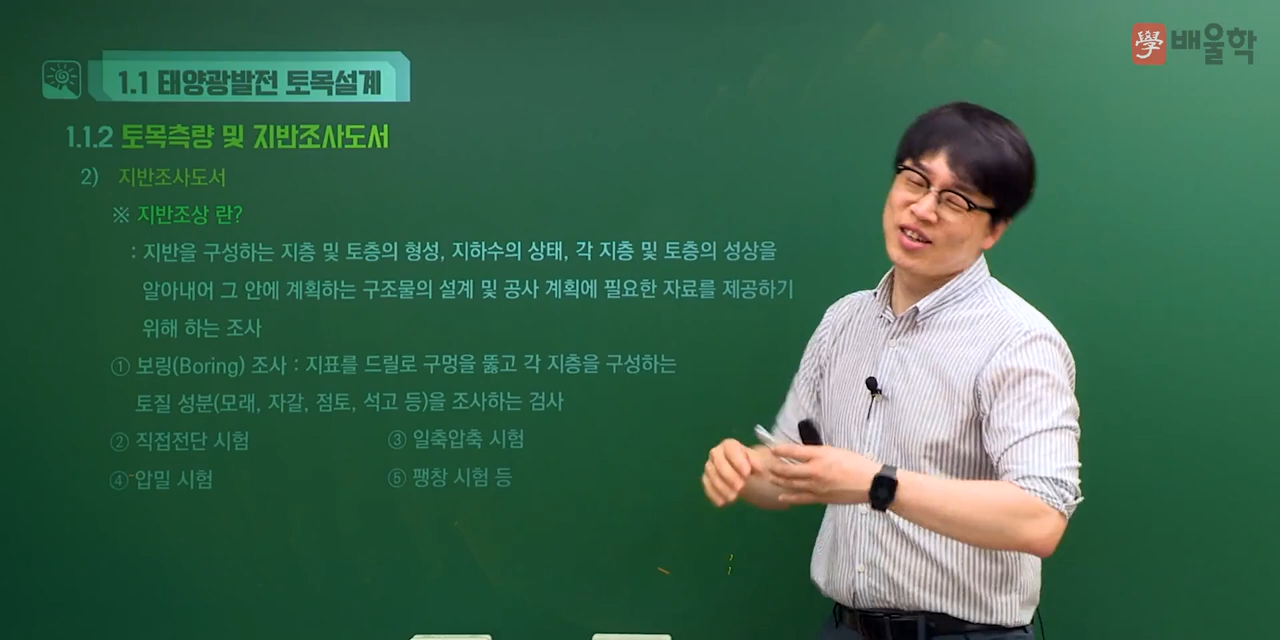 學 배울학
1.1 태양광발전 토목설계
1.1.2 토목측량 및 지반조사도서
2) 지반조사도서
※ 지반조상 란?
: 지반을 구성하는 지층 및 토층의 형성, 지하수의 상태, 각 지층 및 토층의 성상을
알아내어 그 안에 계획하는 구조물의 설계 및 공사 계획에 필요한 자료를 제공하기
위해 하는 조사
① 보링(Boring) 조사 : 지표를 드릴로 구멍을 뚫고 각 지층을 구성하는
토질 성분(모래, 자갈, 점토, 석고 등)을 조사하는 검사
② 직접전단 시험 ③ 일축압축 시험
④ 압밀 시험 ⑤ 팽창 시험 등